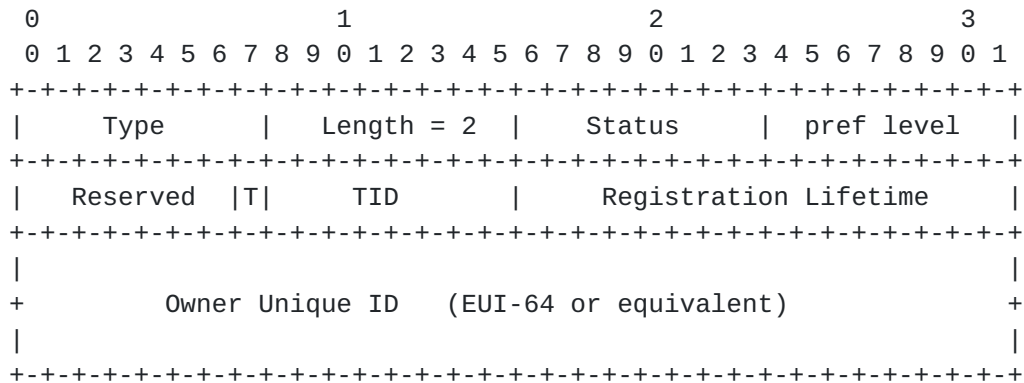 0                   1                   2                   3
 0 1 2 3 4 5 6 7 8 9 0 1 2 3 4 5 6 7 8 9 0 1 2 3 4 5 6 7 8 9 0 1
+-+-+-+-+-+-+-+-+-+-+-+-+-+-+-+-+-+-+-+-+-+-+-+-+-+-+-+-+-+-+-+-+
|     Type      |   Length = 2  |    Status     |  pref level   |
+-+-+-+-+-+-+-+-+-+-+-+-+-+-+-+-+-+-+-+-+-+-+-+-+-+-+-+-+-+-+-+-+
|   Reserved  |T|     TID       |     Registration Lifetime     |
+-+-+-+-+-+-+-+-+-+-+-+-+-+-+-+-+-+-+-+-+-+-+-+-+-+-+-+-+-+-+-+-+
|                                                               |
+         Owner Unique ID   (EUI-64 or equivalent)              +
|                                                               |
+-+-+-+-+-+-+-+-+-+-+-+-+-+-+-+-+-+-+-+-+-+-+-+-+-+-+-+-+-+-+-+-+